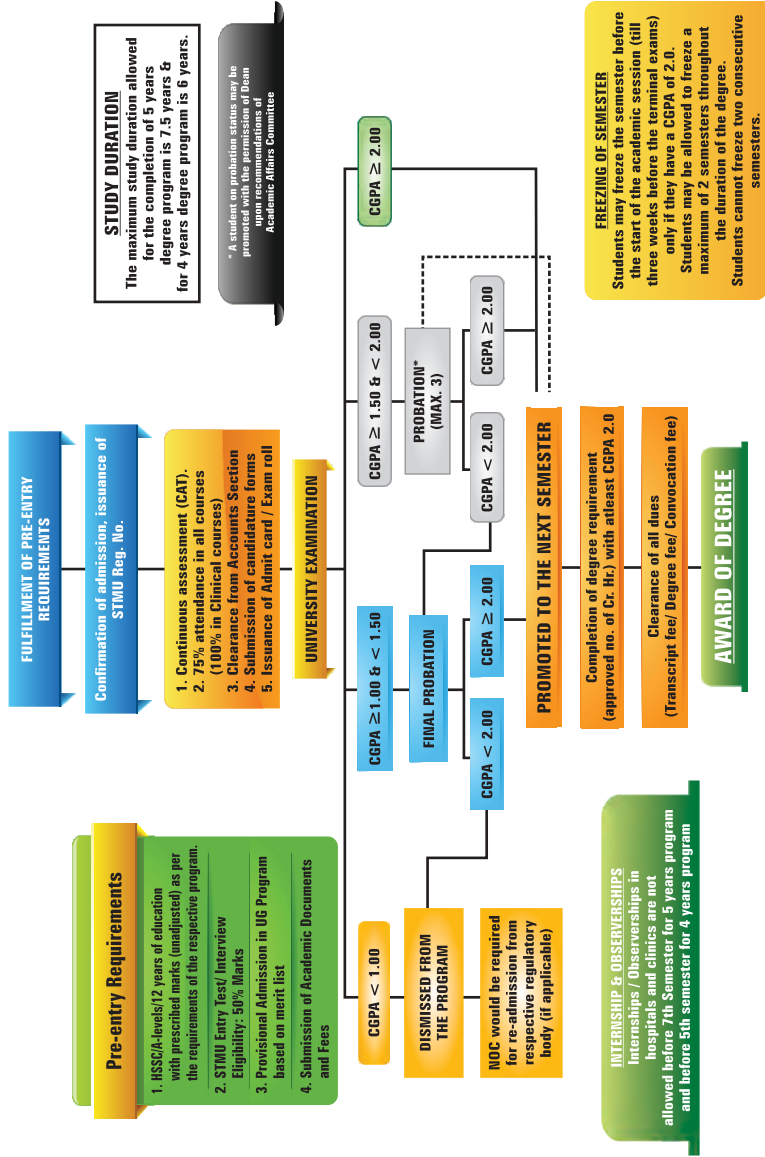 FULFILLMENT OF PRE-ENTRY
REQUIREMENTS
Confirmation of admission, issuance of
STMU Reg. No.
Pre-entry Requirements
1. HSSC/A-levels/12 years of education
with prescribed marks (unadjusted) as per
the requirements of the respective program.
2. STMU Entry Test/ Interview
Eligibility: 50% Marks
3. Provisional Admission in UG Program
based on merit list
4. Submission of Academic Documents
and Fees
1. Continuous assessment (CAT).
2. 75% attendance in all courses
(100% in Clinical courses)
3. Clearance from Accounts Section
4. Submission of candidature forms
5. Issuance of Admit card / Exam roll
UNIVERSITY EXAMINATION
STUDY DURATION
The maximum study duration allowed
for the completion of 5 years
degree program is 7.5 years &
for 4 years degree program is 6 years.
* A student on probation status may be
promoted with the permission of Dean
upon recommendations of
Academic Affairs Committee
CGPA < 1.00
CGPA ≥1.00 & < 1.50
CGPA ≥ 1.50 & < 2.00
CGPA ≥ 2.00
DISMISSED FROM
THE PROGRAM
FINAL PROBATION
PROBATION*
(MAX. 3)
NOC would be required
for re-admission from
respective regulatory
body (if applicable)
CGPA < 2.00
CGPA ≥ 2.00
CGPA < 2.00
CGPA ≥ 2.00
PROMOTED TO THE NEXT SEMESTER
Completion of degree requirement
(approved no. of Cr. Hr.) with atleast CGPA 2.0
Clearance of all dues
(Transcript fee/ Degree fee/ Convocation fee)
AWARD OF DEGREE
INTERNSHIP & OBSERVERSHIPS
Internships / Observerships in
hospitals and clinics are not
allowed before 7th Semester for 5 years program
and before 5th semester for 4 years program
FREEZING OF SEMESTER
Students may freeze the semester before
the start of the academic session (till
three weeks before the terminal exams)
only if they have a CGPA of 2.0.
Students may be allowed to freeze a
maximum of 2 semesters throughout
the duration of the degree.
Students cannot freeze two consecutive
semesters.